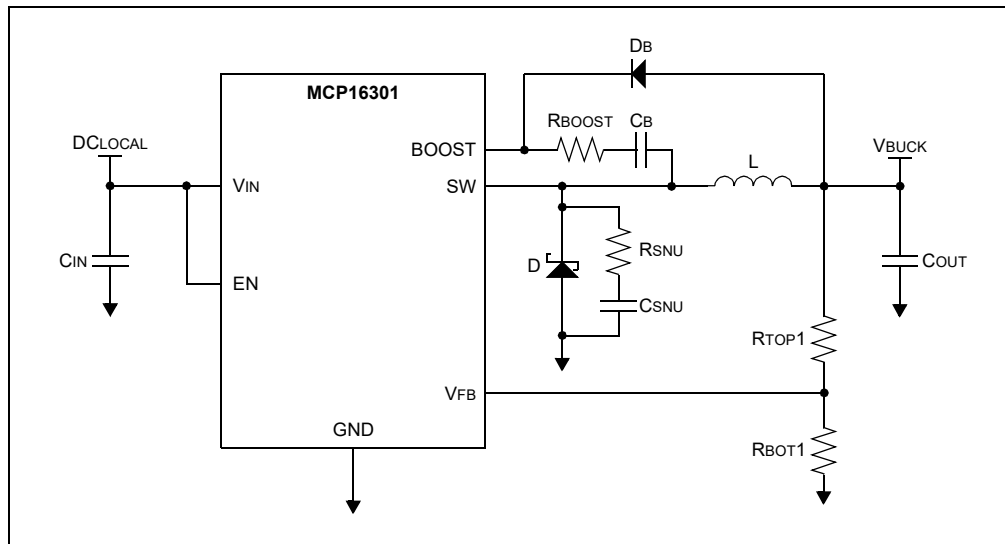 MCP16301
DB
RBOOST
CB
DCLOCAL
BOOST
L
VBUCK
VIN
SW
CIN
RSNU
D
COUT
EN
CSNU
RTOP1
VFB
GND
RBOT1